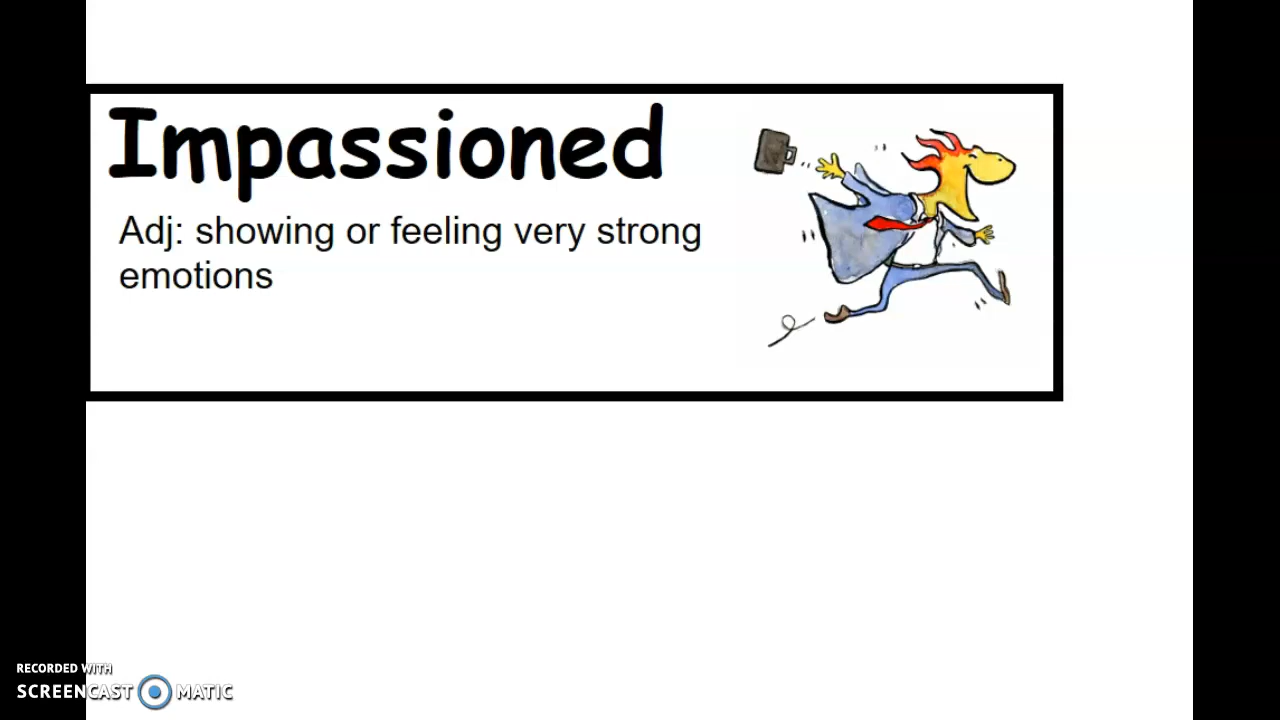 Impassioned
Adj: showing or feeling very strong
emotions
RECORDED WITH
SCREENCAST MATIC